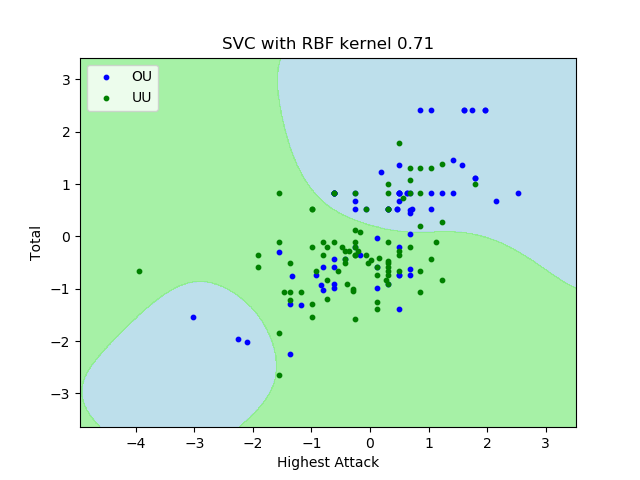 SVC with RBF kernel 0.71
OU
UU
3
2
1
0
−1
−2
−3
Total
−4 −3 −2 −1 0 1 2 3
Highest Attack